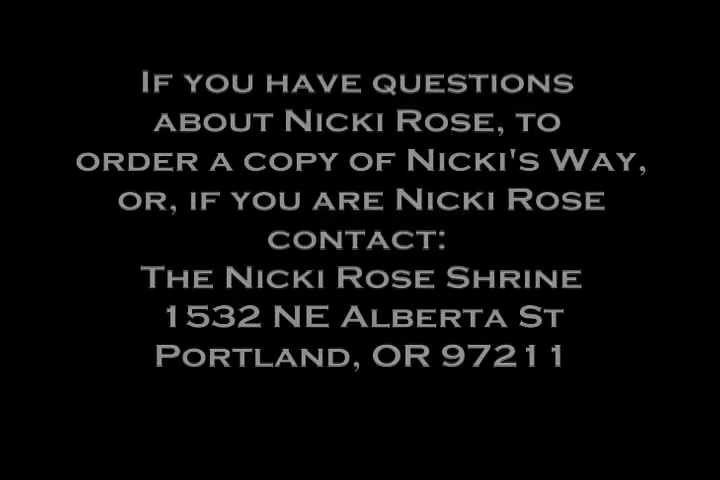 If you have questions
about Nicki Rose, to
order a copy of Nicki's Way,
or, if you are Nicki Rose
contact:
The Nicki Rose Shrine
1532 NE Alberta St
Portland, OR 97211